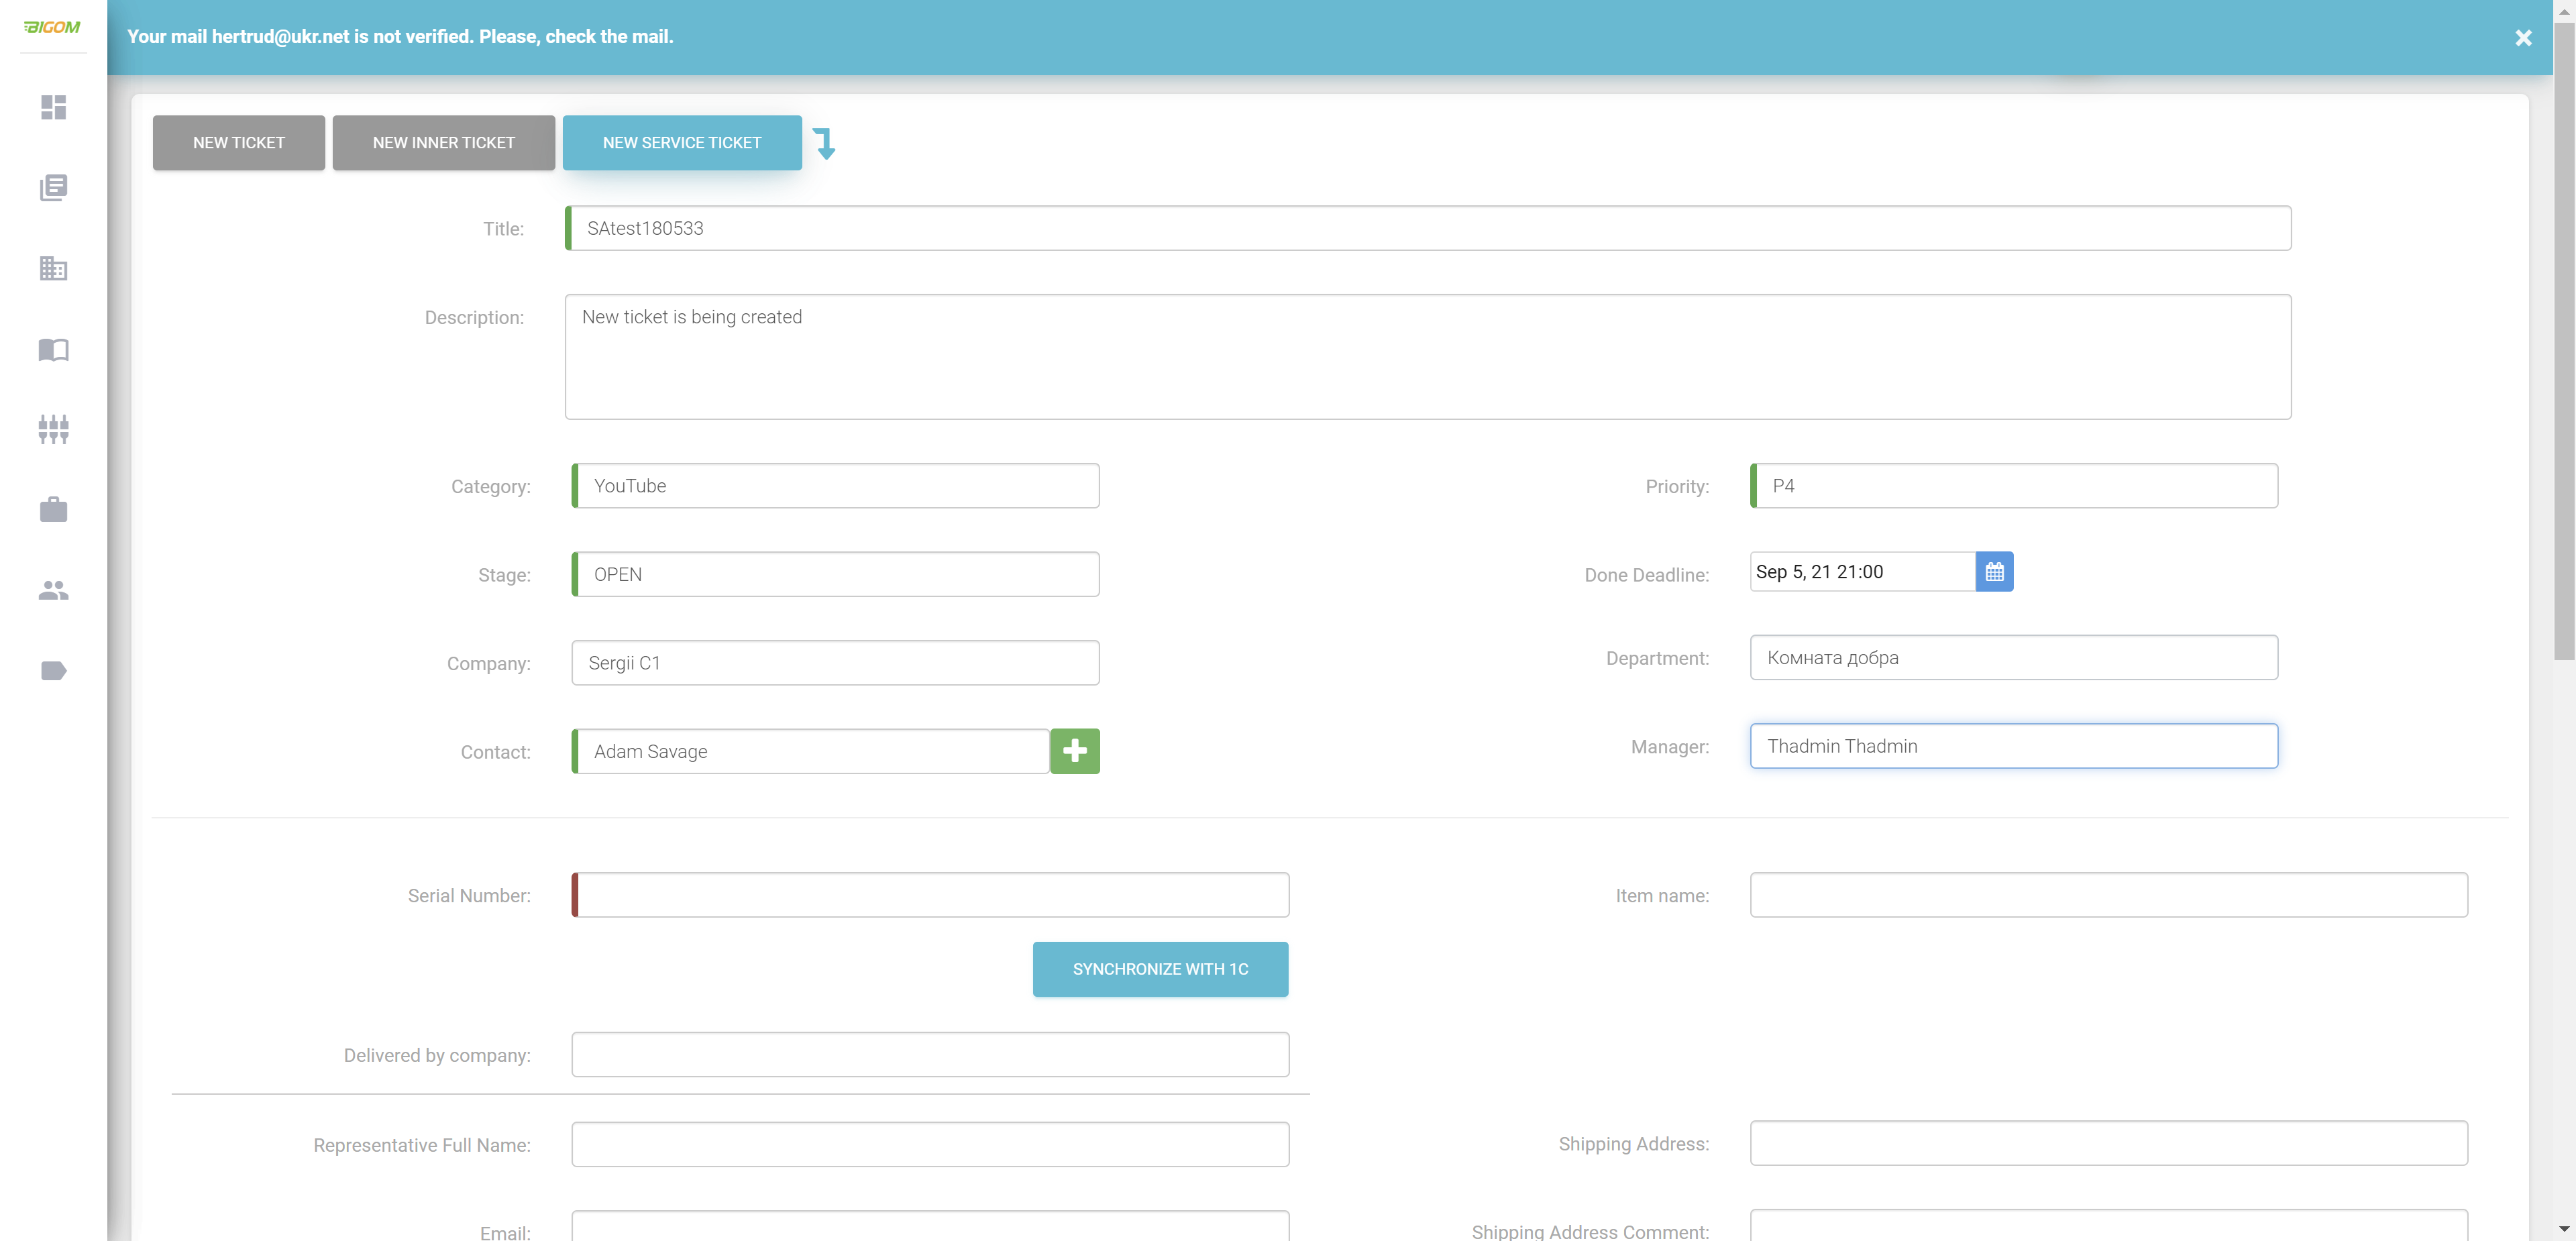 BIGOM
Your mail hertrud@ukr.net is not verified. Please, check the mail.
NEW TICKET
NEW INNER TICKET
NEW SERVICE TICKET
Title:
SAtest180533
Description:
New ticket is being created
Category:
YouTube
Priority:
P4
Stage:
OPEN
Done Deadline:
Sep 5, 21 21:00
Company:
Sergii C1
Department:
Комната добра
Contact:
Adam Savage
Manager:
Thadmin Thadmin
Serial Number:
Item name:
SYNCHRONIZE WITH 1C
Delivered by company:
Representative Full Name:
Shipping Address:
Email:
Shipping Address Comment: